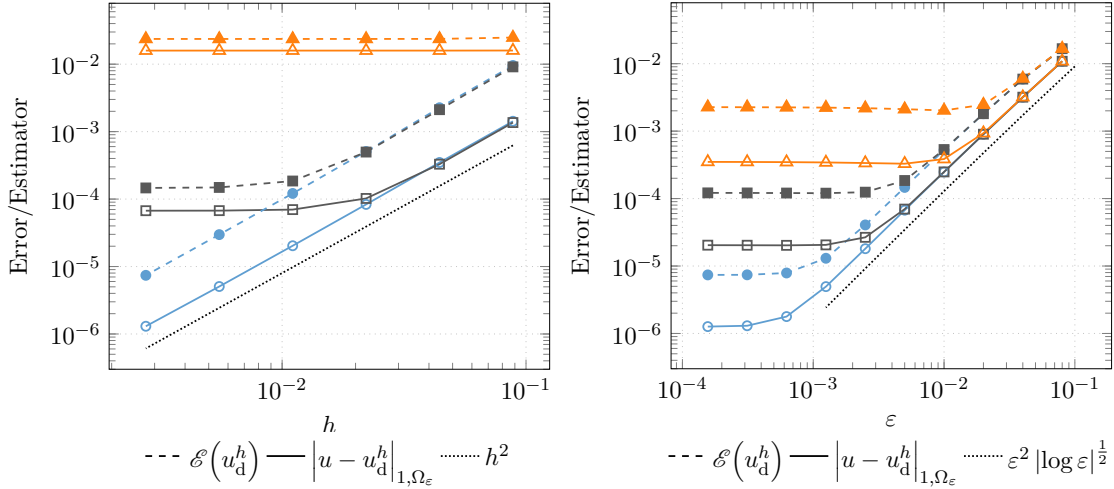 10^{-2}
10^{-3}
10^{-4}
10^{-5}
10^{-6}
Error/Estimator
10^{-2} 10^{-1}
h
- - - ℰ(u_d^h) — |u − u_d^h|_{1,Ω_ε} ······ h^2
10^{-2}
10^{-3}
10^{-4}
10^{-5}
10^{-6}
Error/Estimator
10^{-4} 10^{-3} 10^{-2} 10^{-1}
ε
- - - ℰ(u_d^h) — |u − u_d^h|_{1,Ω_ε} ······ ε^2 |log ε|^{1/2}